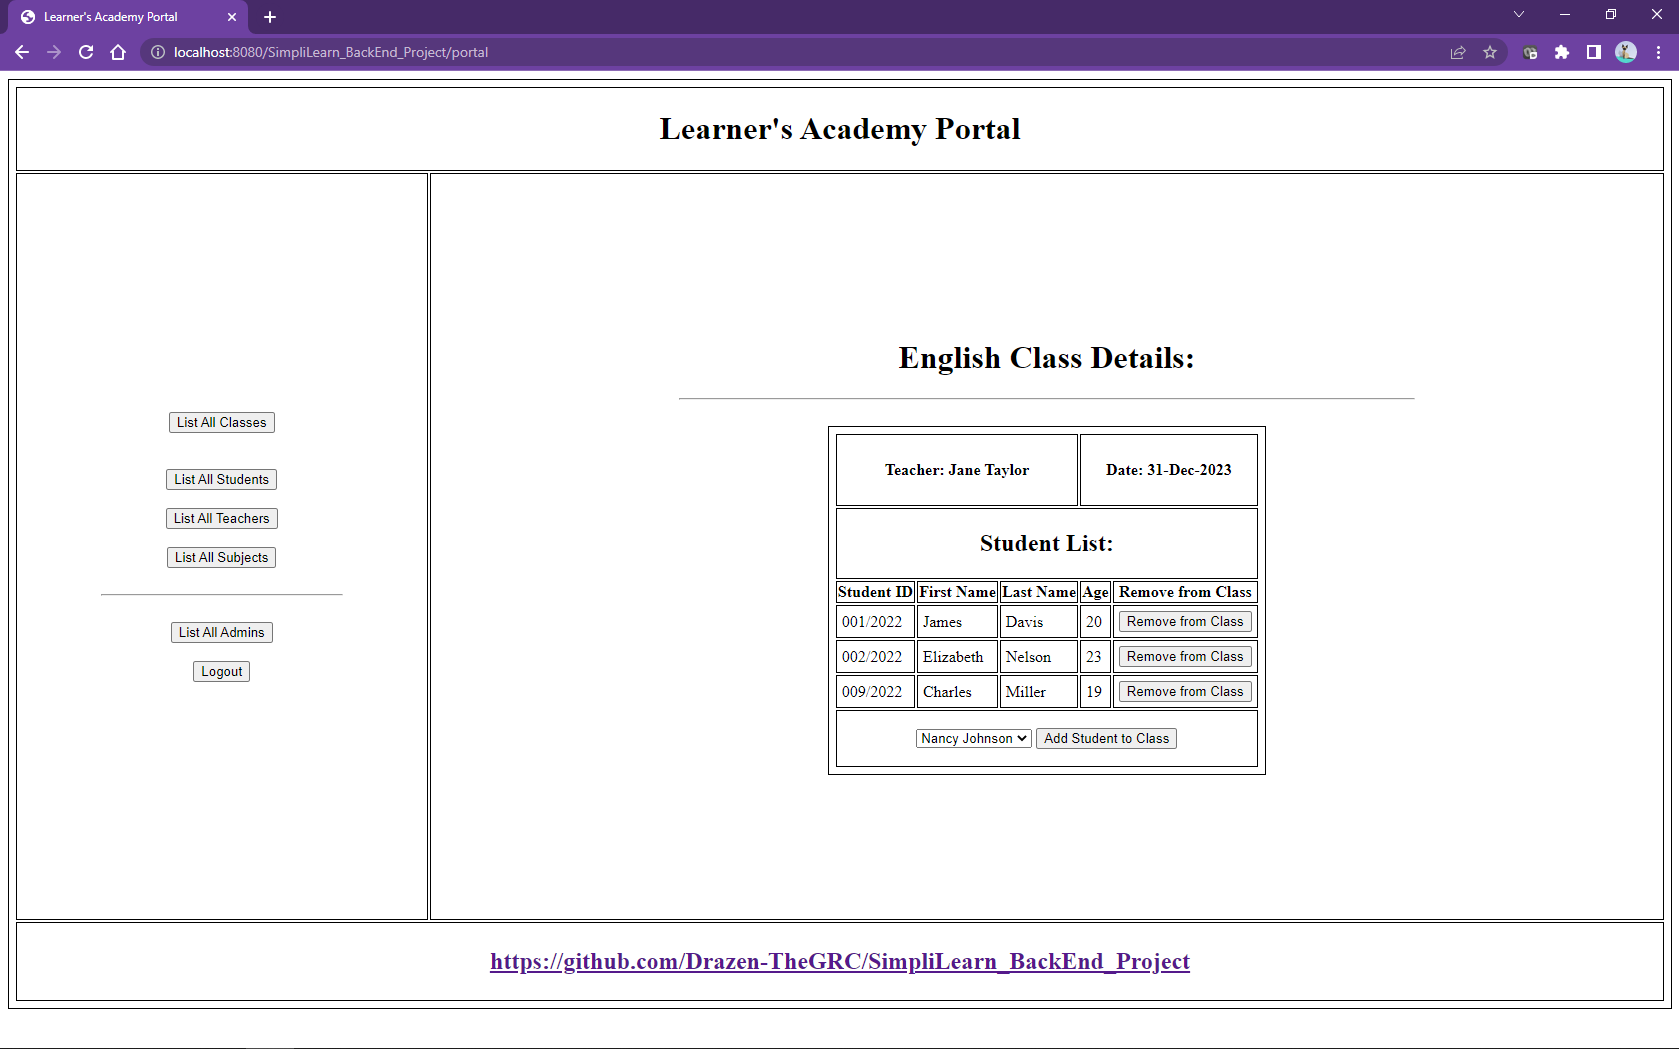 Learner's Academy Portal
localhost:8080/SimpliLearn_BackEnd_Project/portal
Learner's Academy Portal
List All Classes
List All Students
List All Teachers
List All Subjects
List All Admins
Logout
English Class Details:
Teacher: Jane Taylor Date: 31-Dec-2023
Student List:
Student ID First Name Last Name Age Remove from Class
001/2022 James Davis 20 Remove from Class
002/2022 Elizabeth Nelson 23 Remove from Class
009/2022 Charles Miller 19 Remove from Class
Nancy Johnson Add Student to Class
https://github.com/Drazen-TheGRC/SimpliLearn_BackEnd_Project